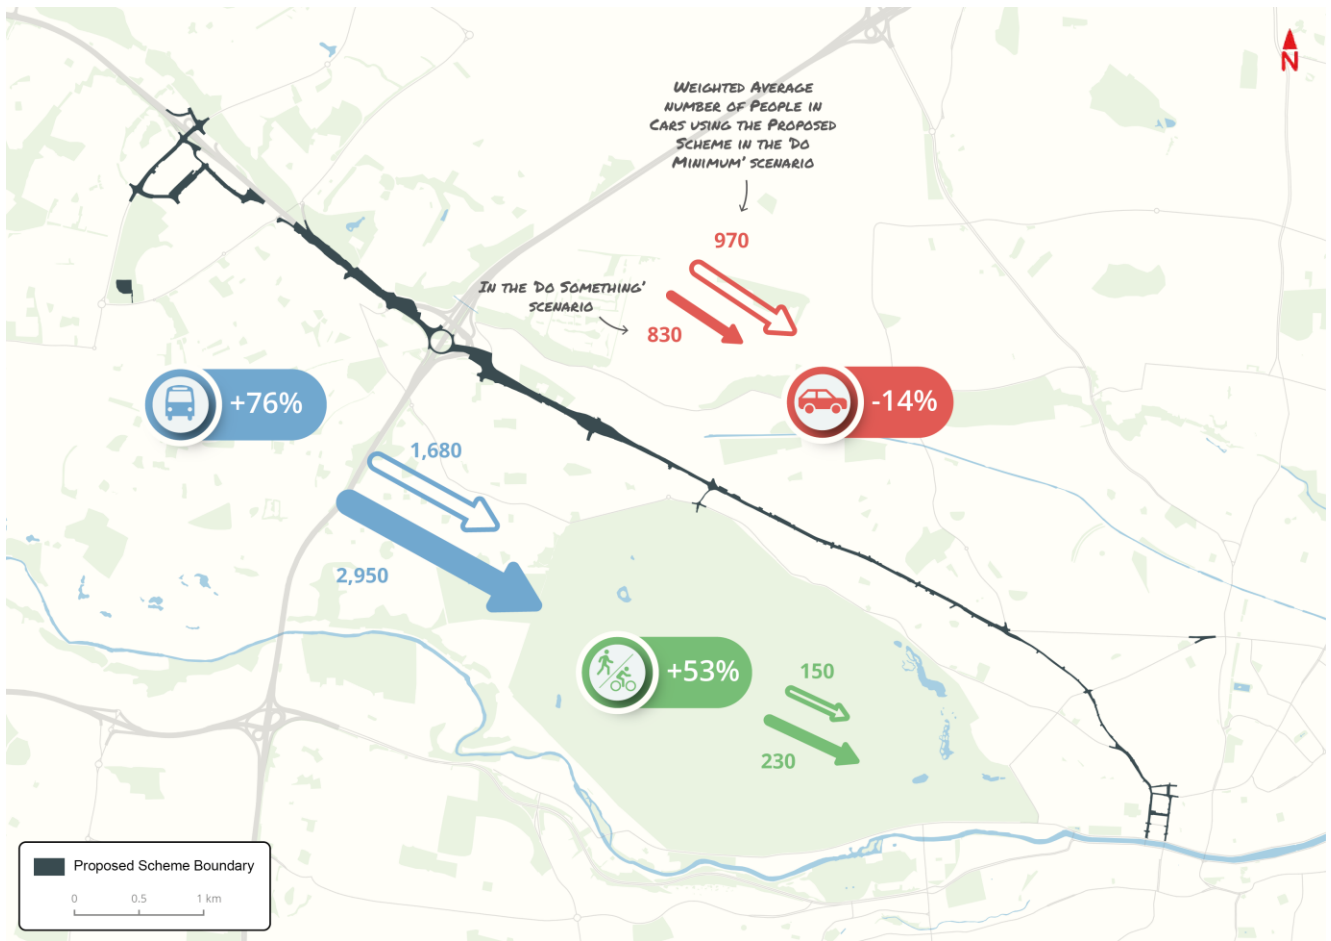 N
WEIGHTED AVERAGE
NUMBER OF PEOPLE IN
CARS USING THE PROPOSED
SCHEME IN THE 'DO
MINIMUM' SCENARIO
970
IN THE 'DO SOMETHING'
SCENARIO
830
+76%
-14%
1,680
2,950
+53%
150
230
Proposed Scheme Boundary
0 0.5 1 km